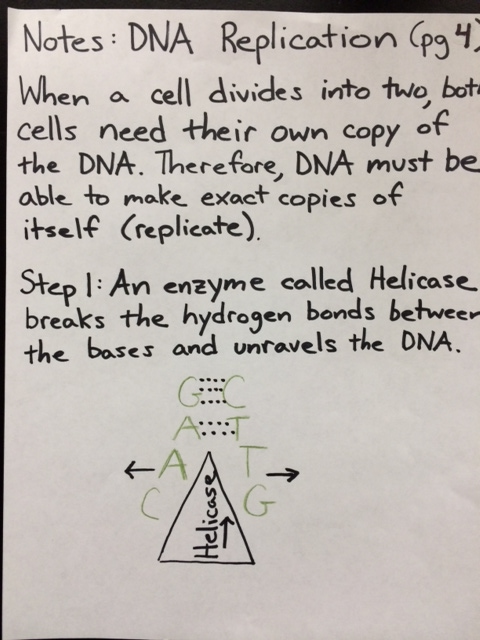 Notes: DNA Replication (pg 4)
When a cell divides into two, bot
cells need their own copy of
the DNA. Therefore, DNA must be
able to make exact copies of
itself (replicate).
Step 1: An enzyme called Helicase
breaks the hydrogen bonds between
the bases and unravels the DNA.
G C
A T
A T
C G
Helicase